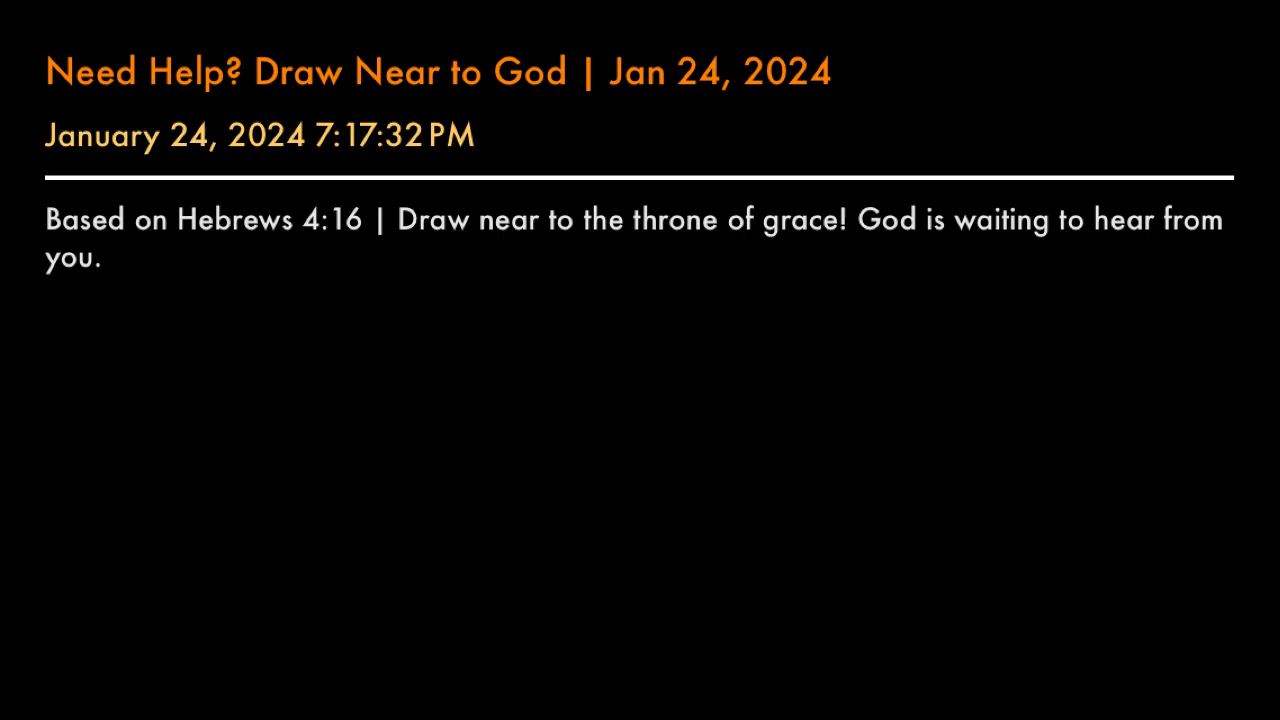 Need Help? Draw Near to God | Jan 24, 2024
January 24, 2024 7:17:32 PM
Based on Hebrews 4:16 | Draw near to the throne of grace! God is waiting to hear from
you.